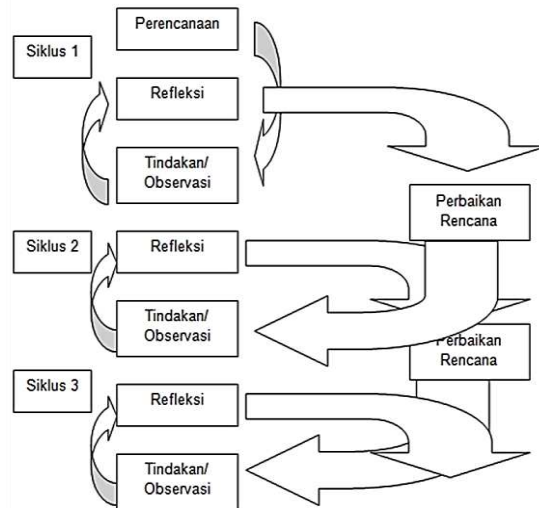 Perencanaan
Siklus 1
Refleksi
Tindakan/
Observasi
Perbaikan
Rencana
Siklus 2
Refleksi
Tindakan/
Observasi
Perbaikan
Rencana
Siklus 3
Refleksi
Tindakan/
Observasi